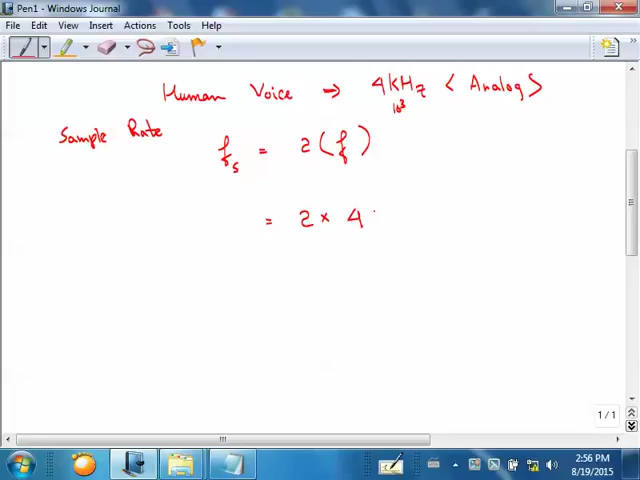 Pen1 - Windows Journal
File Edit View Insert Actions Tools Help
Human Voice → 4KHz < Analog >
10³
Sample Rate
fs = 2(f)
= 2 × 4
1/1
2:56 PM
8/19/2015